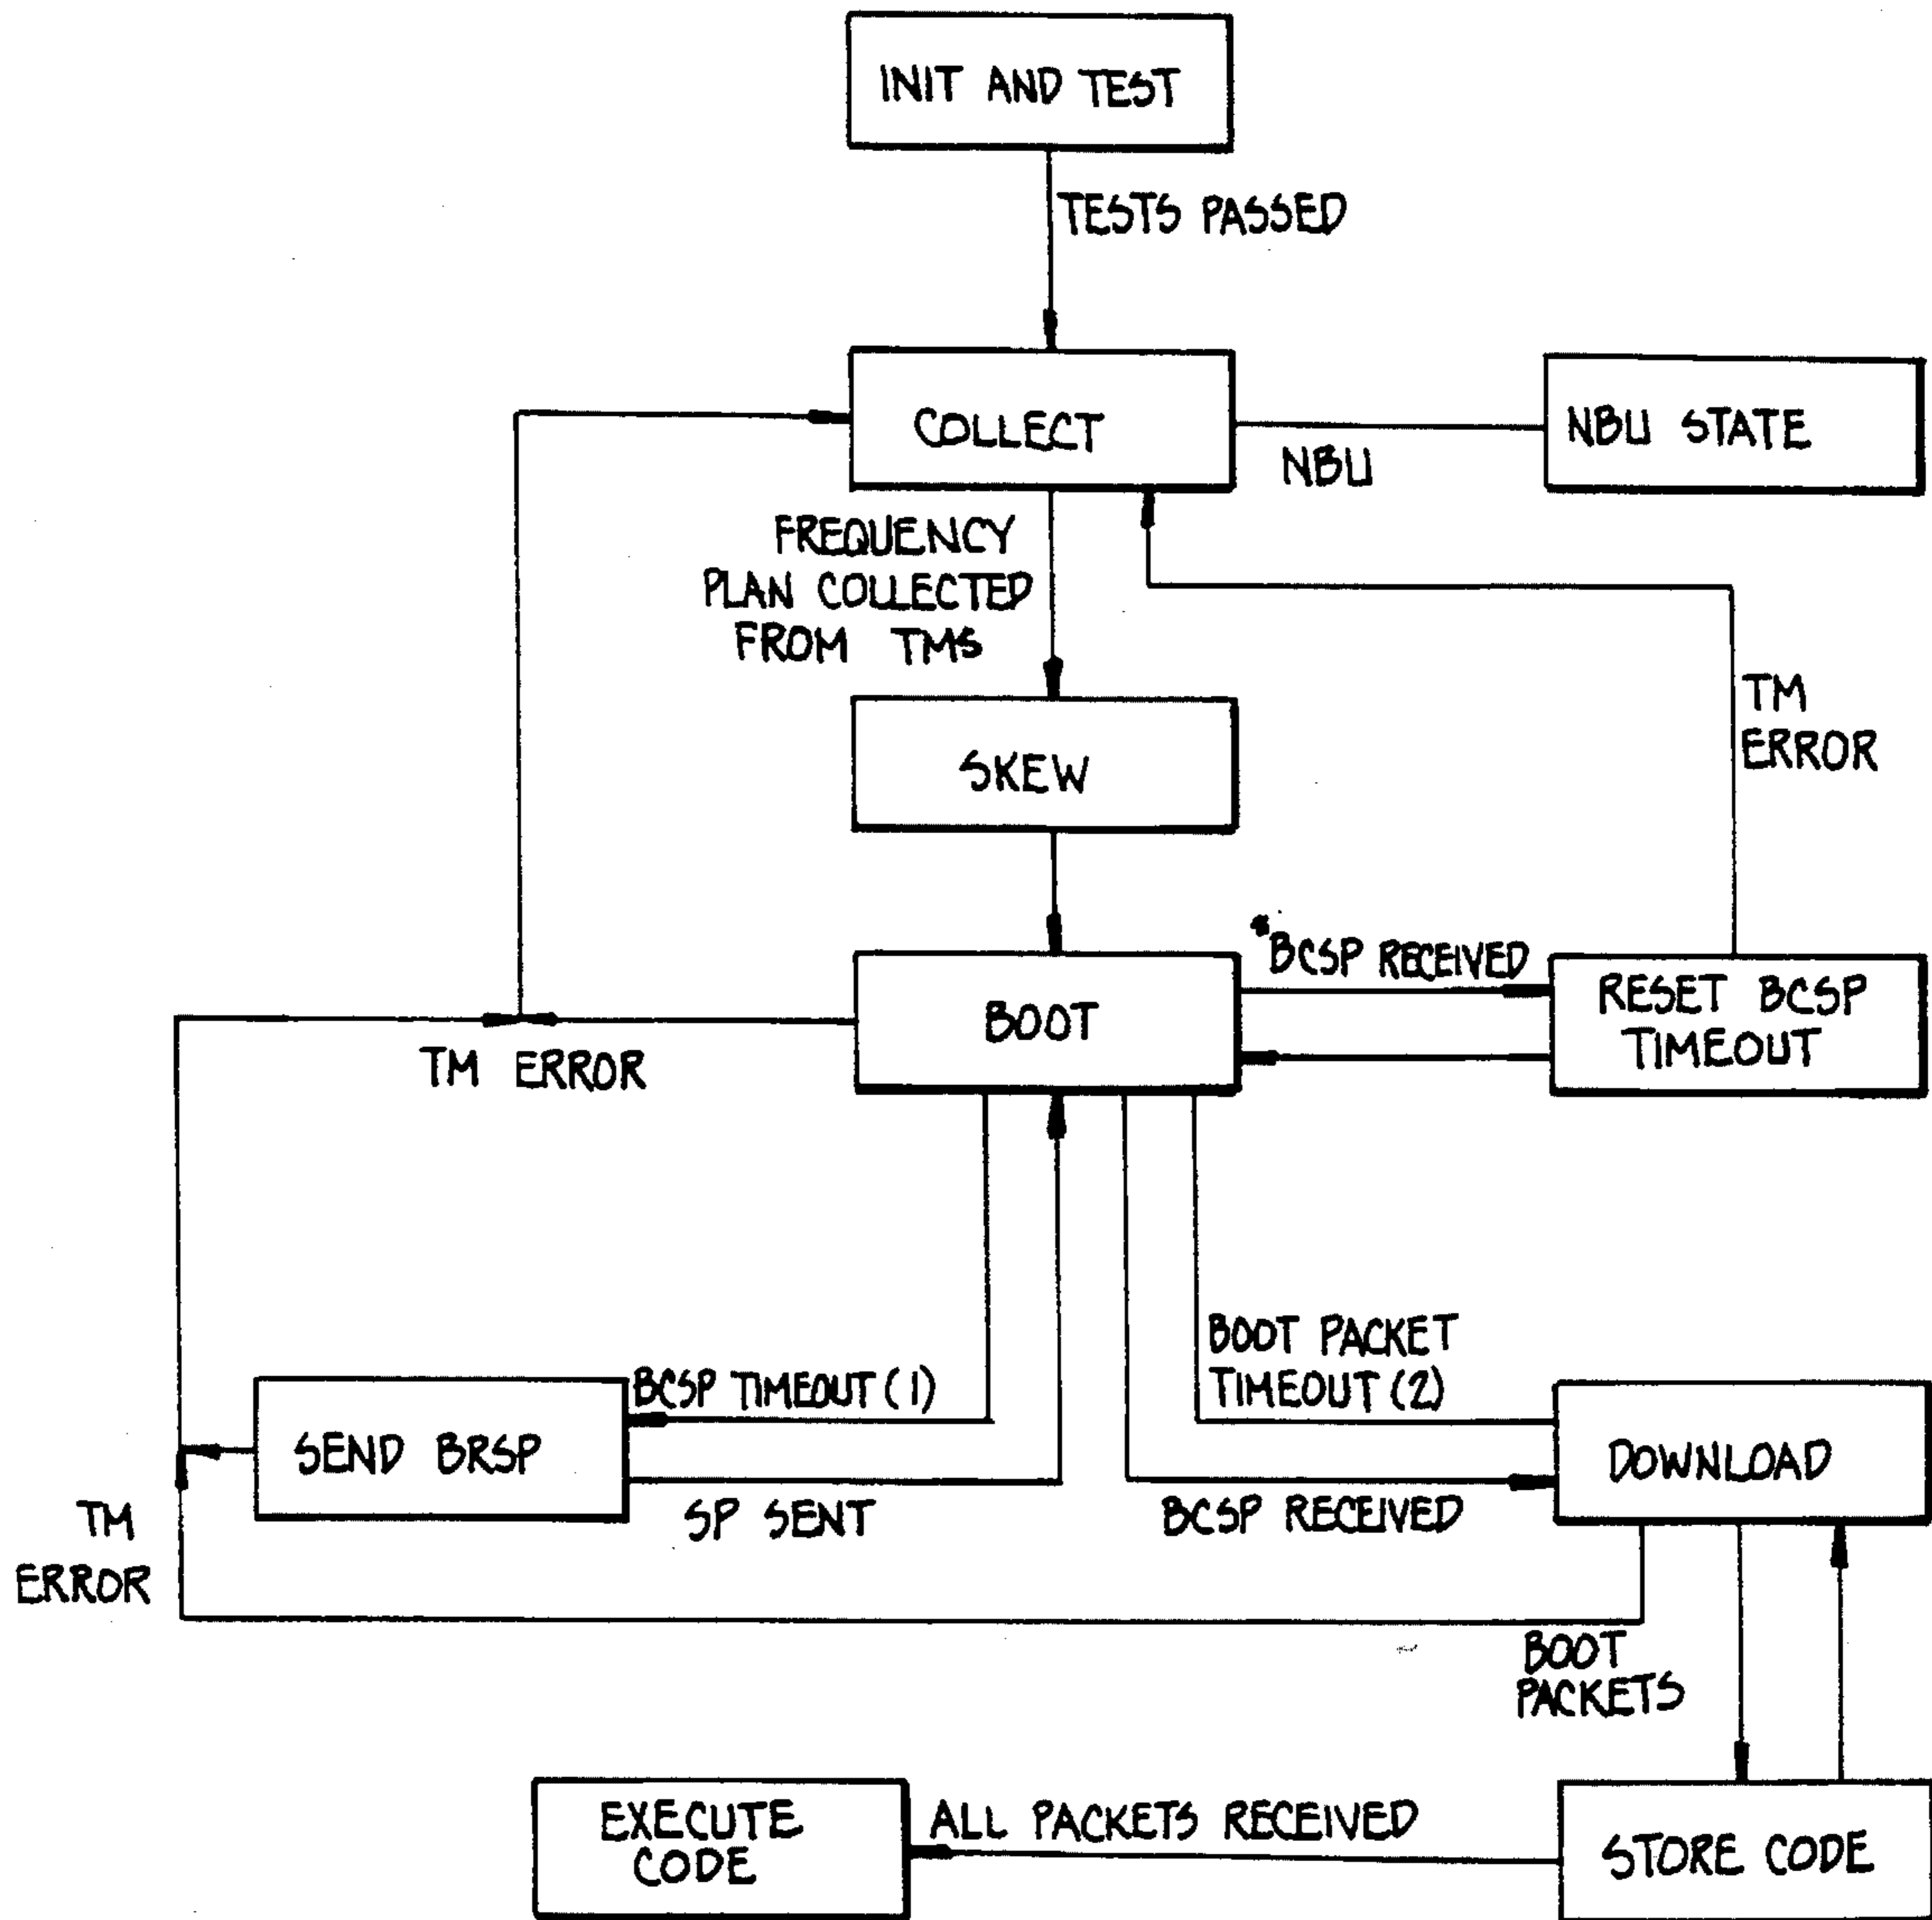 INIT AND TEST
TESTS PASSED
COLLECT
NBU
NBU STATE
FREQUENCY
PLAN COLLECTED
FROM TMS
TM
ERROR
SKEW
*BCSP RECEIVED
BOOT
RESET BCSP
TIMEOUT
TM ERROR
BOOT PACKET
TIMEOUT (2)
BCSP TIMEOUT (1)
SEND BRSP
DOWNLOAD
SP SENT
BCSP RECEIVED
TM
ERROR
BOOT
PACKETS
EXECUTE
CODE
ALL PACKETS RECEIVED
STORE CODE